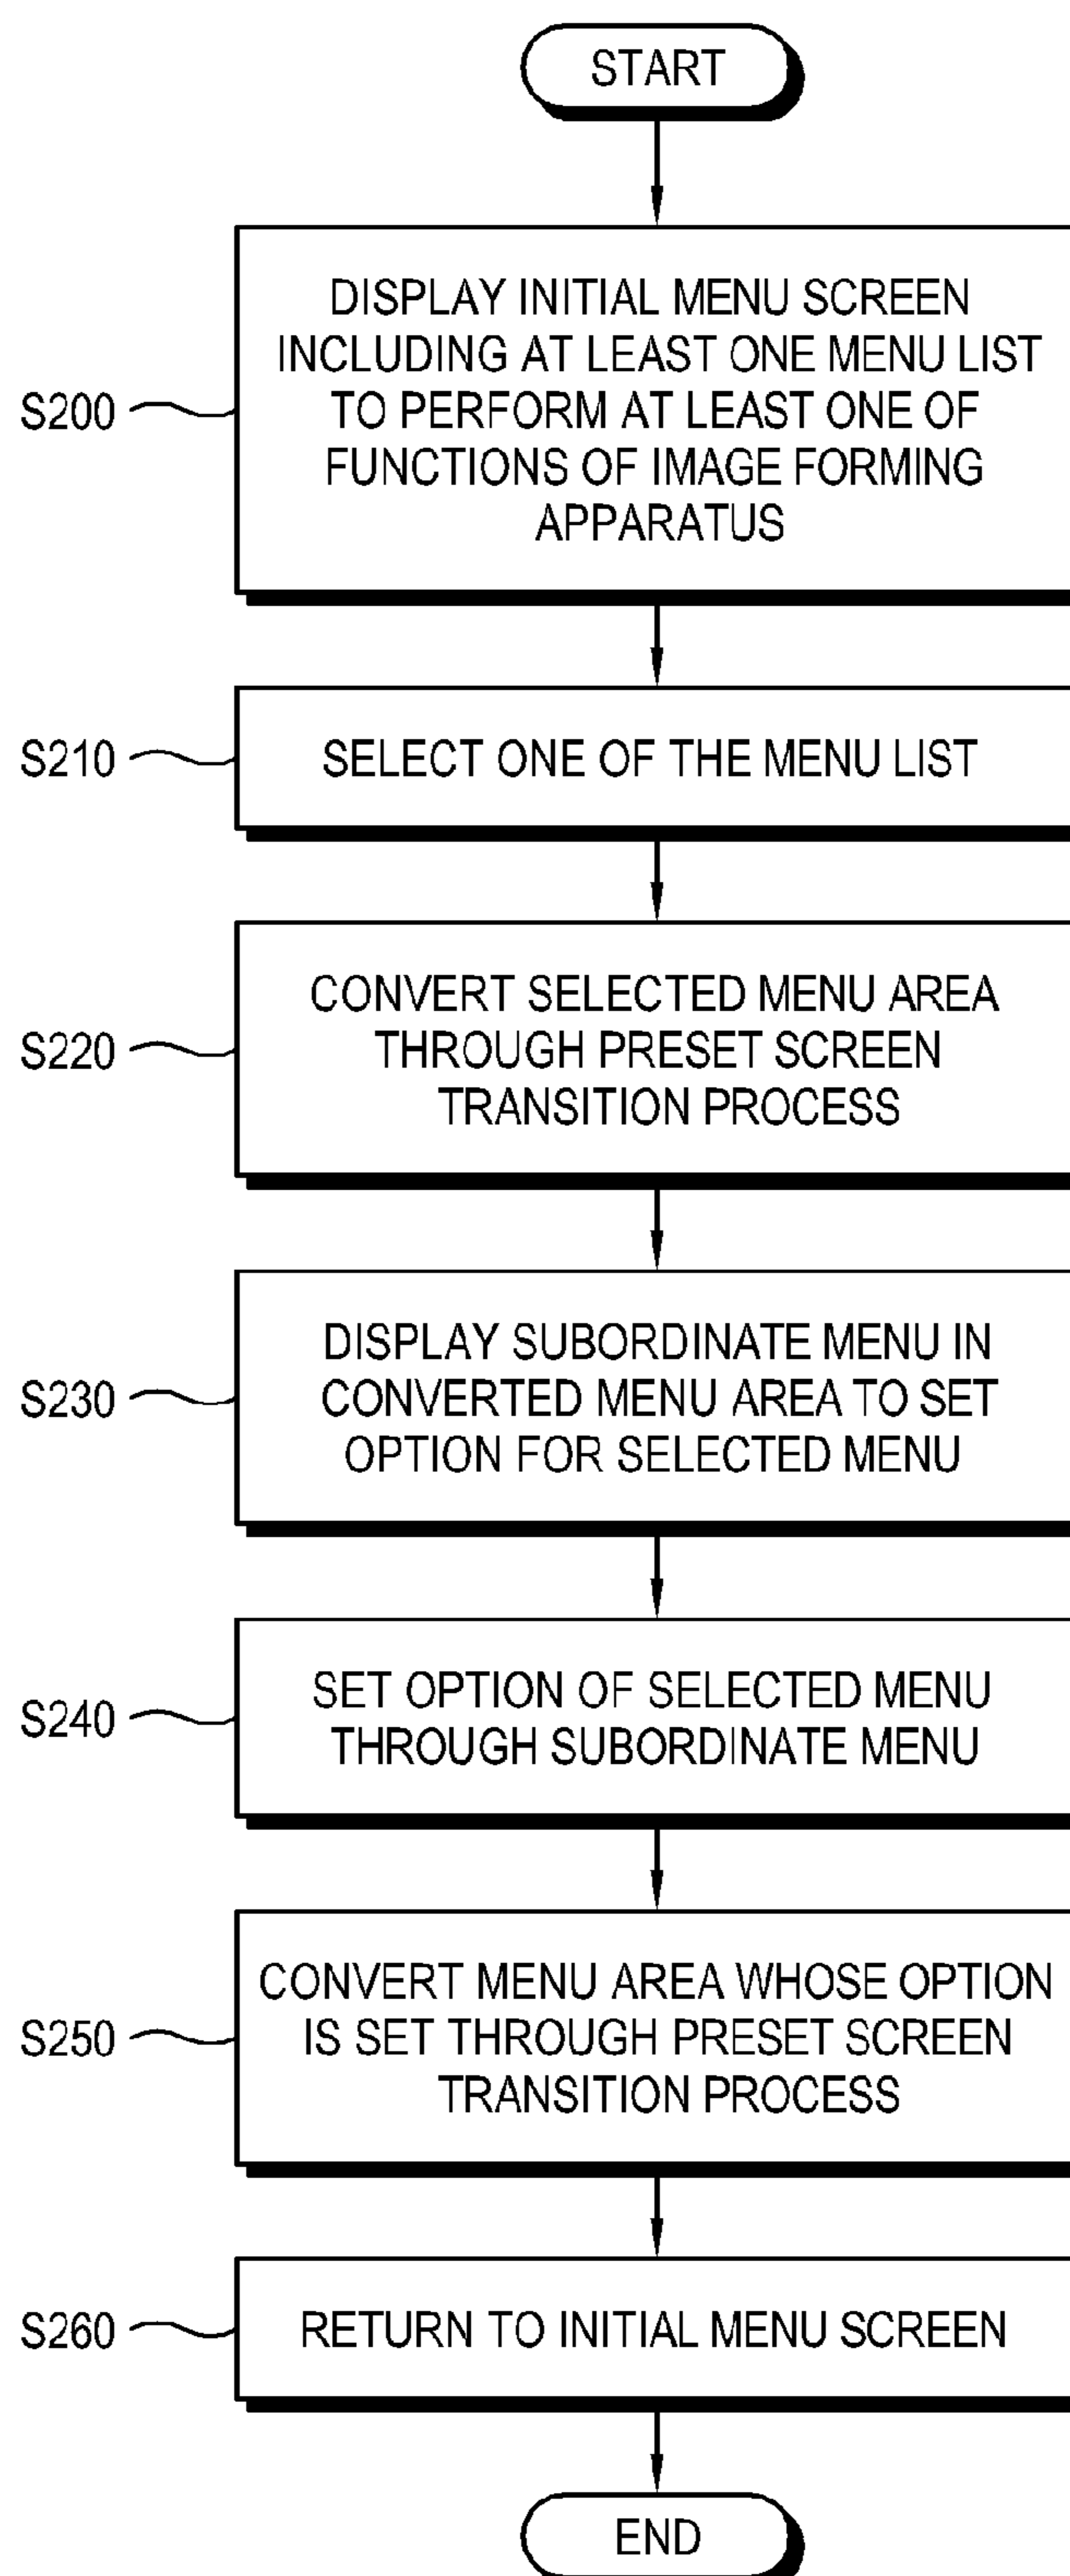 START
S200
DISPLAY INITIAL MENU SCREEN
INCLUDING AT LEAST ONE MENU LIST
TO PERFORM AT LEAST ONE OF
FUNCTIONS OF IMAGE FORMING
APPARATUS
S210
SELECT ONE OF THE MENU LIST
S220
CONVERT SELECTED MENU AREA
THROUGH PRESET SCREEN
TRANSITION PROCESS
S230
DISPLAY SUBORDINATE MENU IN
CONVERTED MENU AREA TO SET
OPTION FOR SELECTED MENU
S240
SET OPTION OF SELECTED MENU
THROUGH SUBORDINATE MENU
S250
CONVERT MENU AREA WHOSE OPTION
IS SET THROUGH PRESET SCREEN
TRANSITION PROCESS
S260
RETURN TO INITIAL MENU SCREEN
END